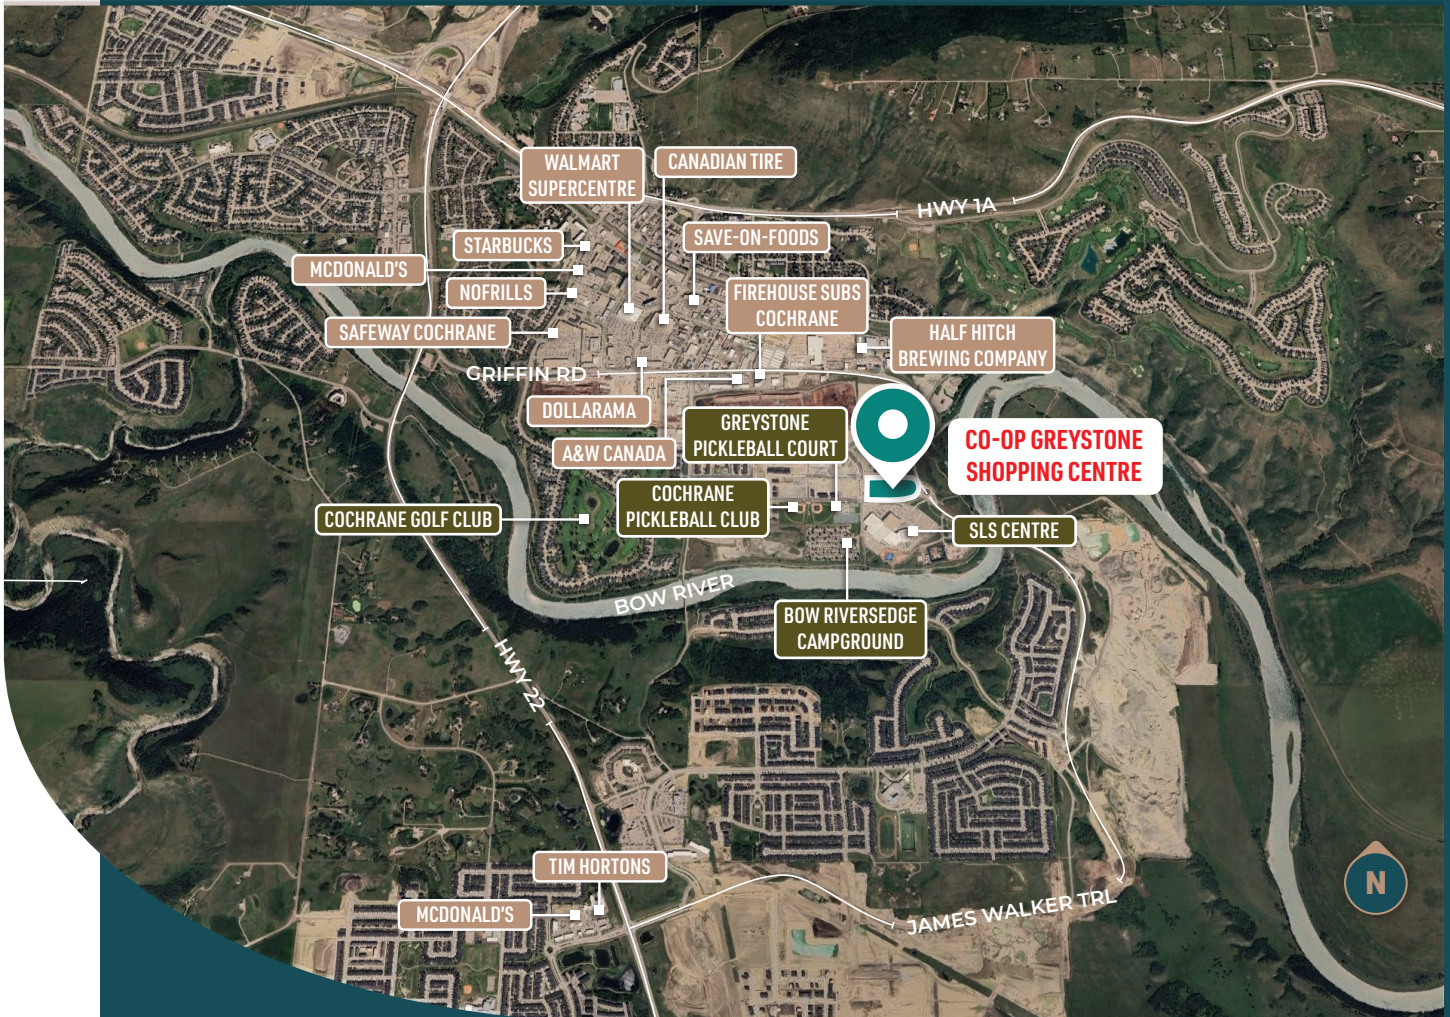 WALMART
SUPERCENTRE
CANADIAN TIRE
HWY 1A
STARBUCKS
SAVE-ON-FOODS
MCDONALD'S
NOFRILLS
FIREHOUSE SUBS
COCHRANE
SAFEWAY COCHRANE
HALF HITCH
BREWING COMPANY
GRIFFIN RD
DOLLARAMA
GREYSTONE
PICKLEBALL COURT
A&W CANADA
CO-OP GREYSTONE
SHOPPING CENTRE
COCHRANE
PICKLEBALL CLUB
COCHRANE GOLF CLUB
SLS CENTRE
BOW RIVER
BOW RIVERSEDGE
CAMPGROUND
HWY 22
TIM HORTONS
MCDONALD'S
JAMES WALKER TRL
N